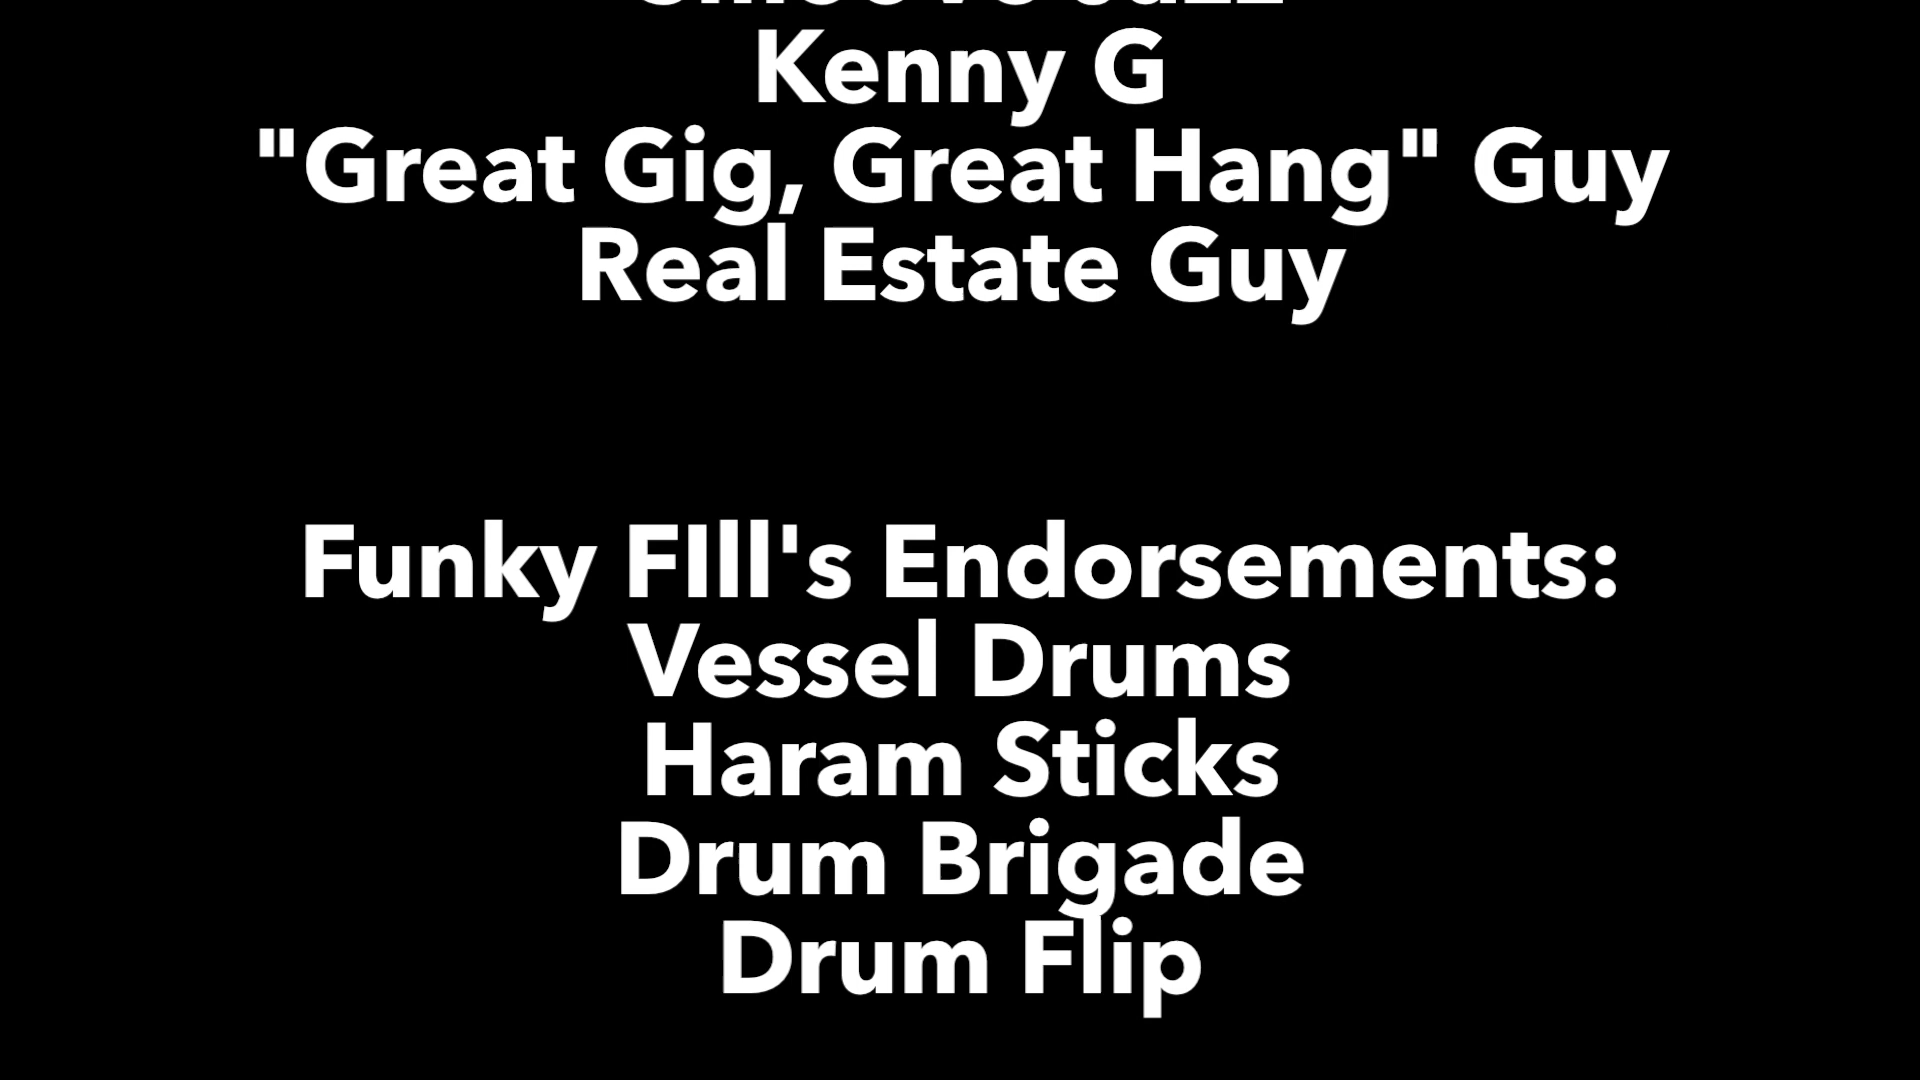 Kenny G
"Great Gig, Great Hang" Guy
Real Estate Guy
Funky FIll's Endorsements:
Vessel Drums
Haram Sticks
Drum Brigade
Drum Flip